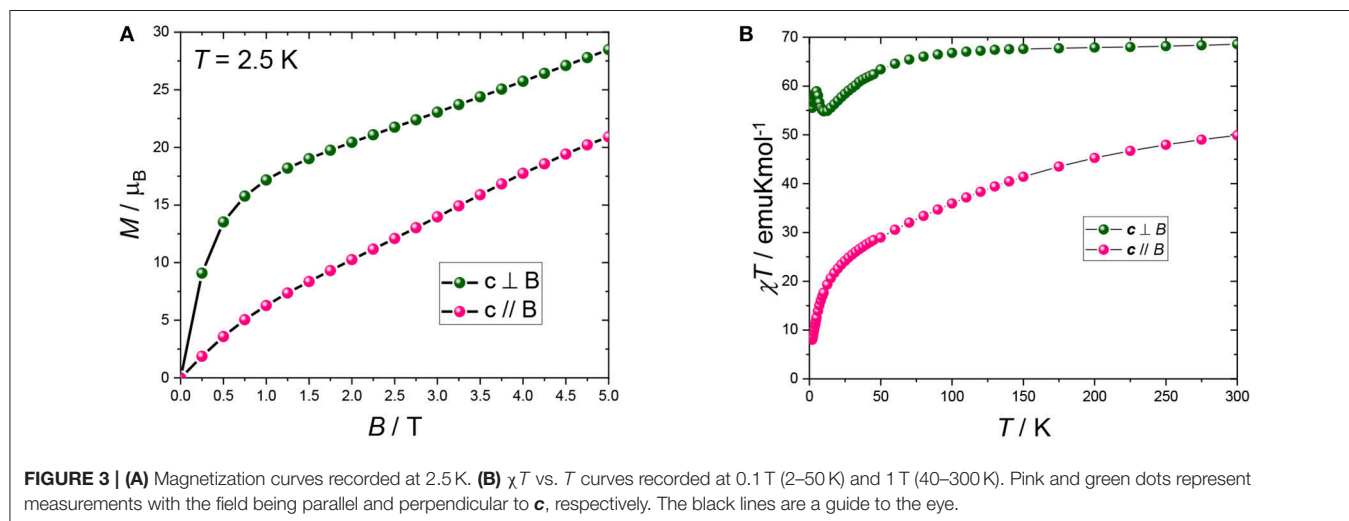 A
T = 2.5 K
30
25
20
15
10
5
0
M / μB
0.0 0.5 1.0 1.5 2.0 2.5 3.0 3.5 4.0 4.5 5.0
B / T
c ⊥ B
c // B
B
70
60
50
40
30
20
10
0
χT / emuKmol-1
0 50 100 150 200 250 300
T / K
c ⊥ B
c // B
FIGURE 3 | (A) Magnetization curves recorded at 2.5 K. (B) χT vs. T curves recorded at 0.1 T (2–50 K) and 1 T (40–300 K). Pink and green dots represent
measurements with the field being parallel and perpendicular to c, respectively. The black lines are a guide to the eye.